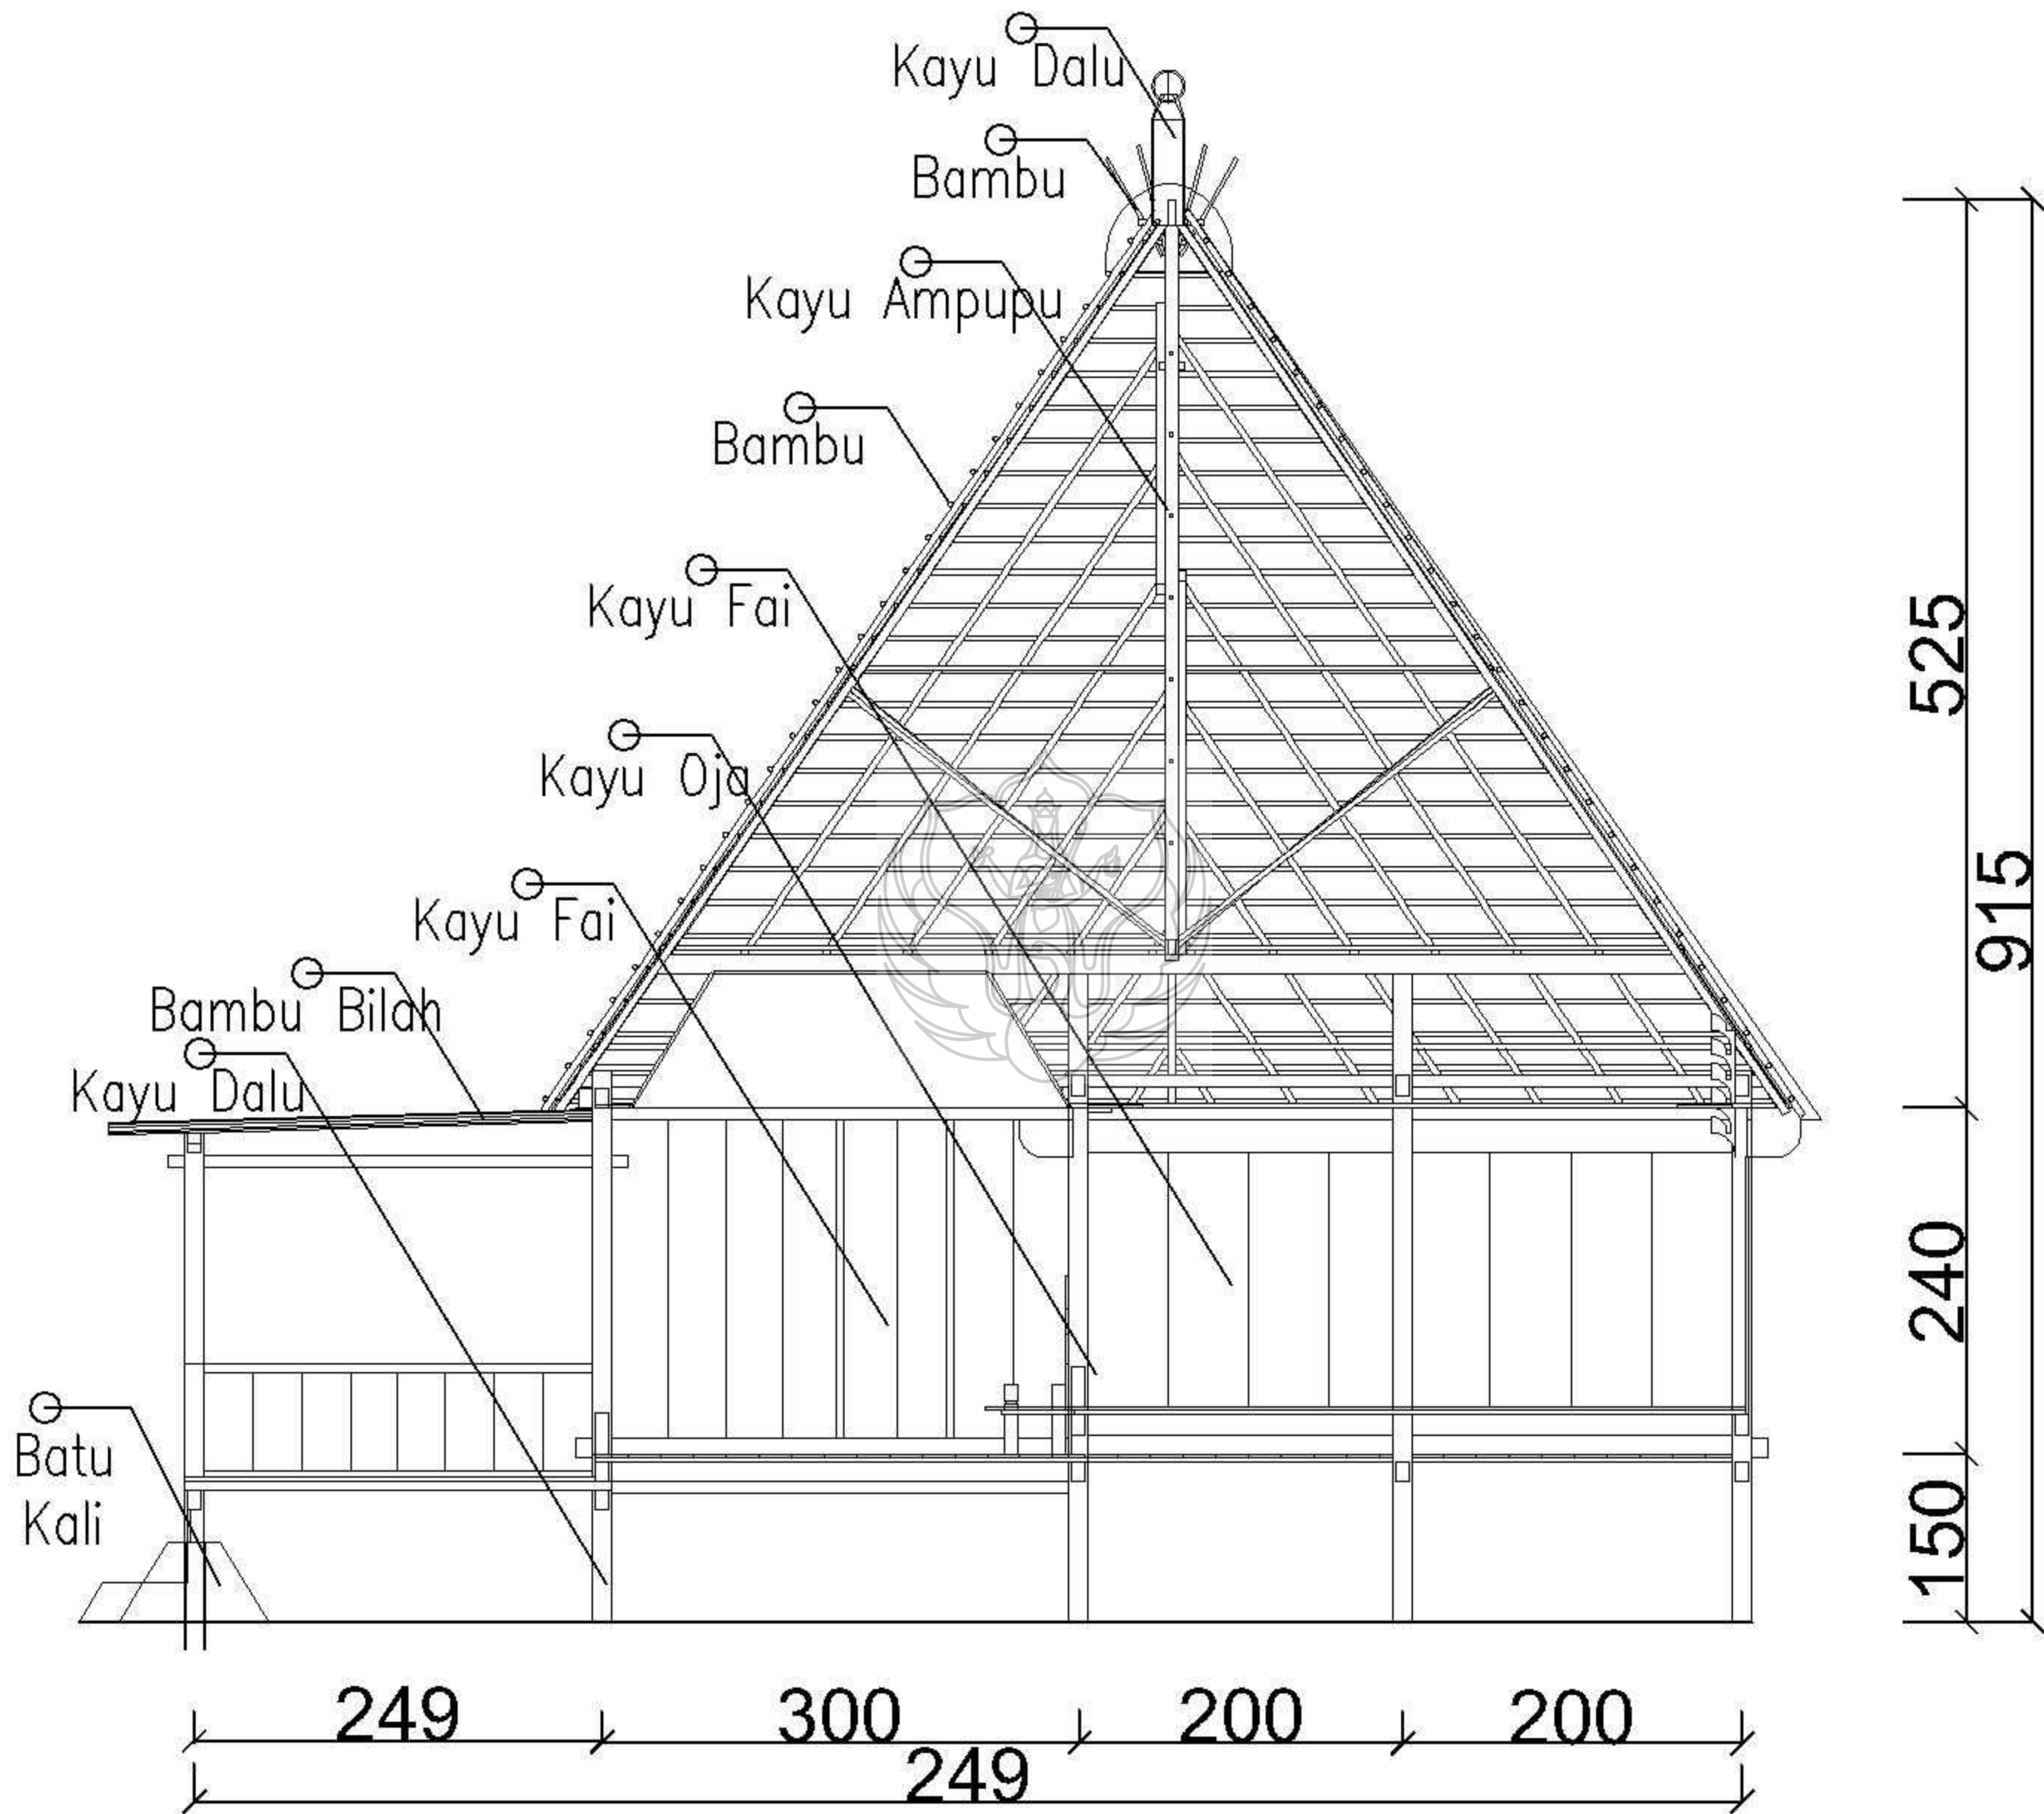 Kayu Dalu
Bambu
Kayu Ampupu
Bambu
Kayu Fai
Kayu Oja
Kayu Fai
Bambu Bilah
Kayu Dalu
Batu
Kali
525
915
240
150
249
300
200
200
249